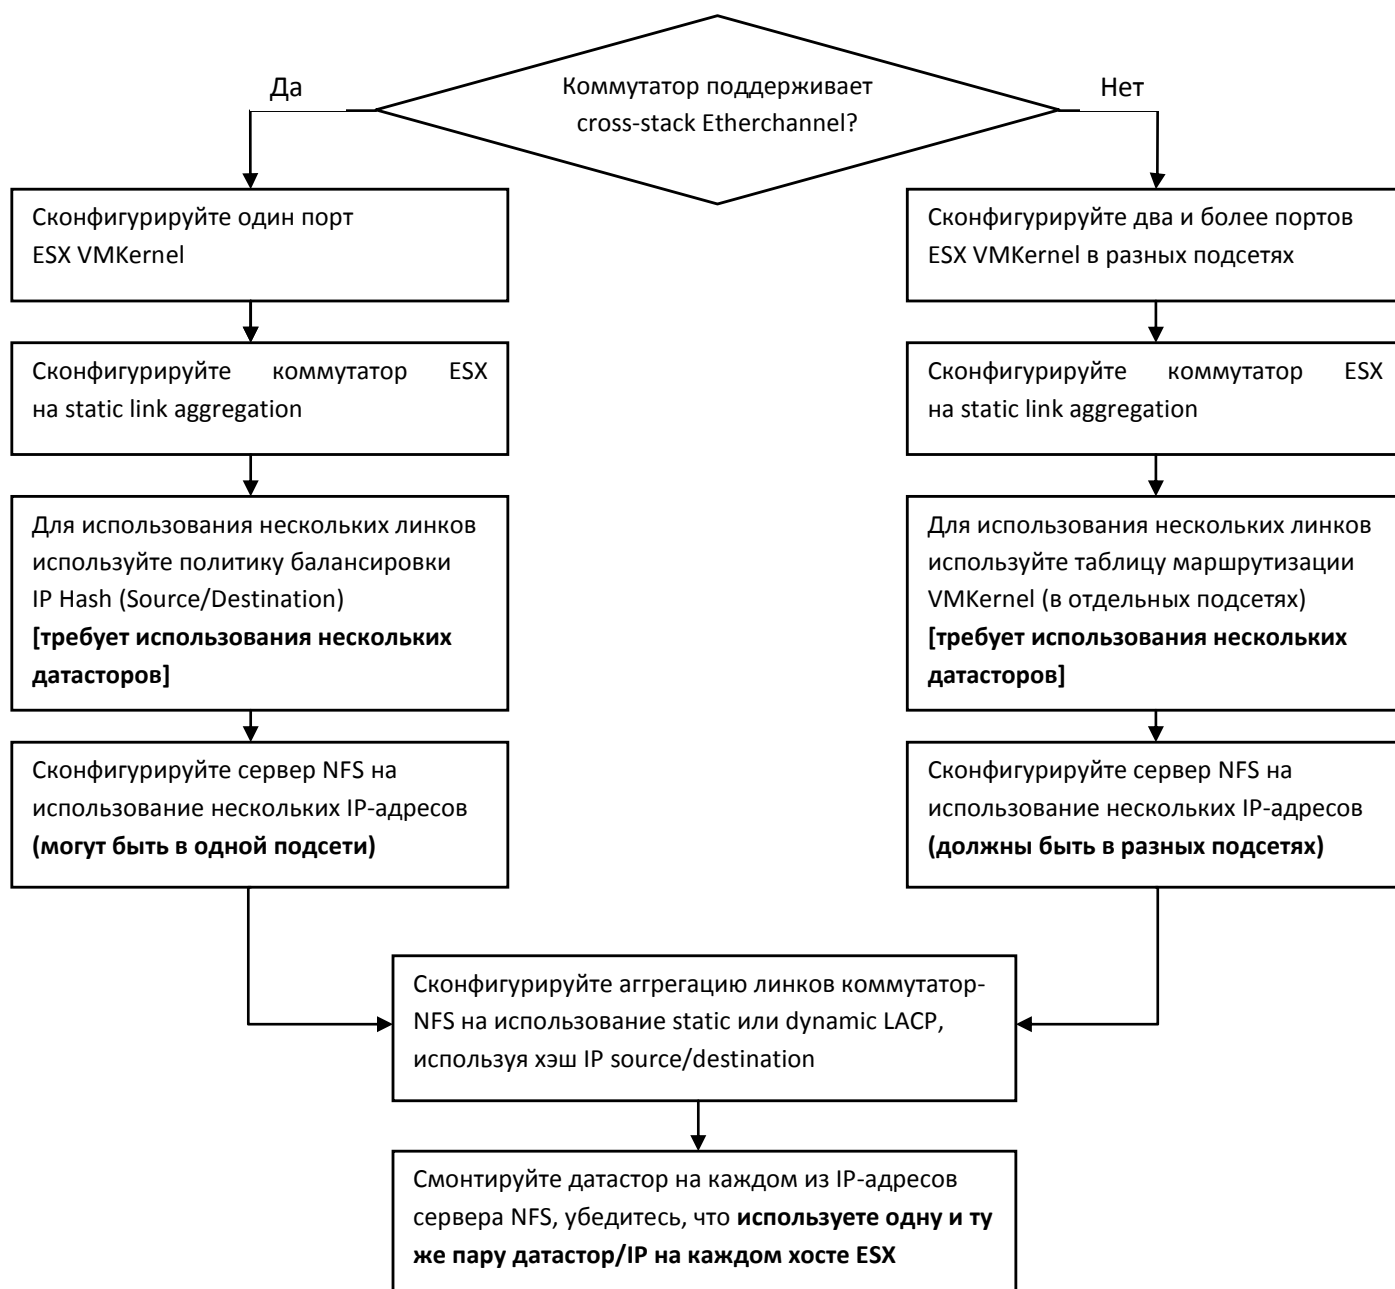 Да
Коммутатор поддерживает
cross-stack Etherchannel?
Нет
Сконфигурируйте один порт
ESX VMKernel
Сконфигурируйте коммутатор ESX
на static link aggregation
Для использования нескольких линков
используйте политику балансировки
IP Hash (Source/Destination)
[требует использования нескольких
датасторов]
Сконфигурируйте сервер NFS на
использование нескольких IP-адресов
(могут быть в одной подсети)
Сконфигурируйте два и более портов
ESX VMKernel в разных подсетях
Сконфигурируйте коммутатор ESX
на static link aggregation
Для использования нескольких линков
используйте таблицу маршрутизации
VMKernel (в отдельных подсетях)
[требует использования нескольких
датасторов]
Сконфигурируйте сервер NFS на
использование нескольких IP-адресов
(должны быть в разных подсетях)
Сконфигурируйте аггрегацию линков коммутатор-
NFS на использование static или dynamic LACP,
используя хэш IP source/destination
Смонтируйте датастор на каждом из IP-адресов
сервера NFS, убедитесь, что используете одну и ту
же пару датастор/IP на каждом хосте ESX